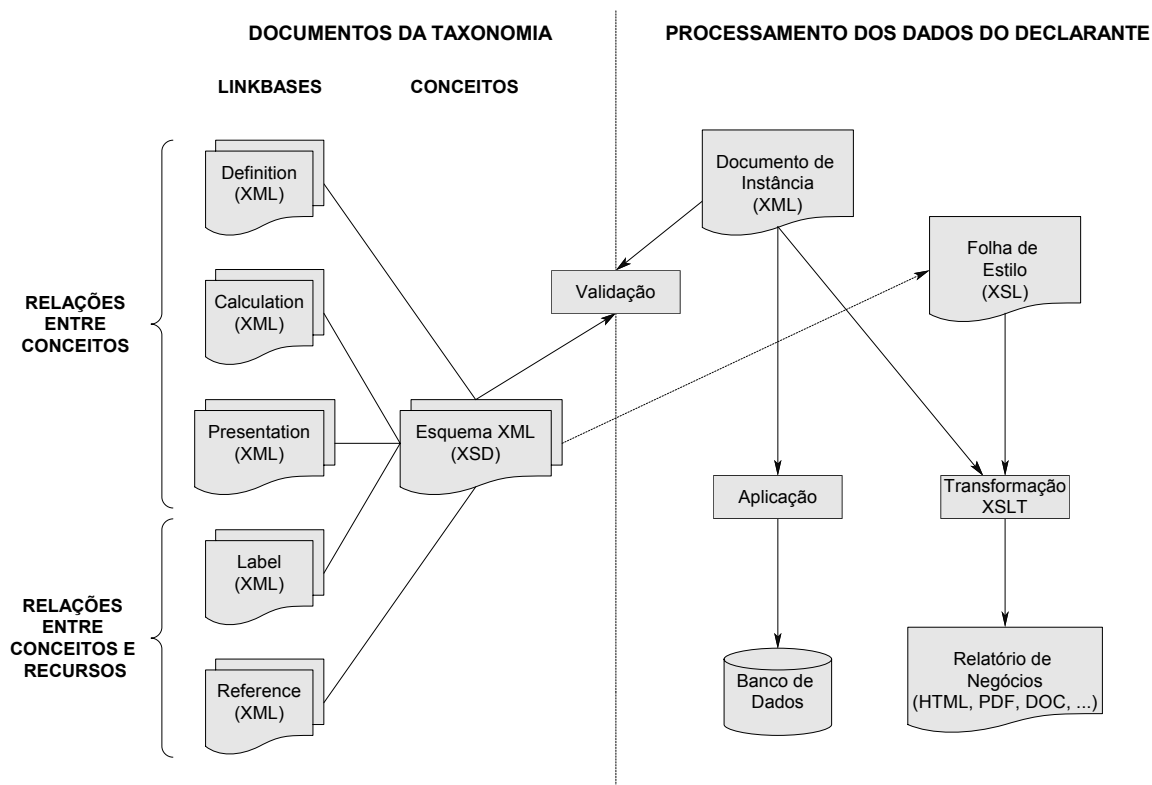 DOCUMENTOS DA TAXONOMIA
PROCESSAMENTO DOS DADOS DO DECLARANTE
LINKBASES
CONCEITOS
RELAÇÕES
ENTRE
CONCEITOS
Definition
(XML)
Calculation
(XML)
Presentation
(XML)
Esquema XML
(XSD)
RELAÇÕES
ENTRE
CONCEITOS E
RECURSOS
Label
(XML)
Reference
(XML)
Validação
Documento de
Instância
(XML)
Folha de
Estilo
(XSL)
Aplicação
Transformação
XSLT
Banco de
Dados
Relatório de
Negócios
(HTML, PDF, DOC, ...)